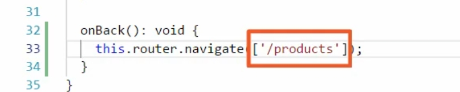 31
32 onBack(): void {
33 this.router.navigate(['/products']);
34 }
35 }